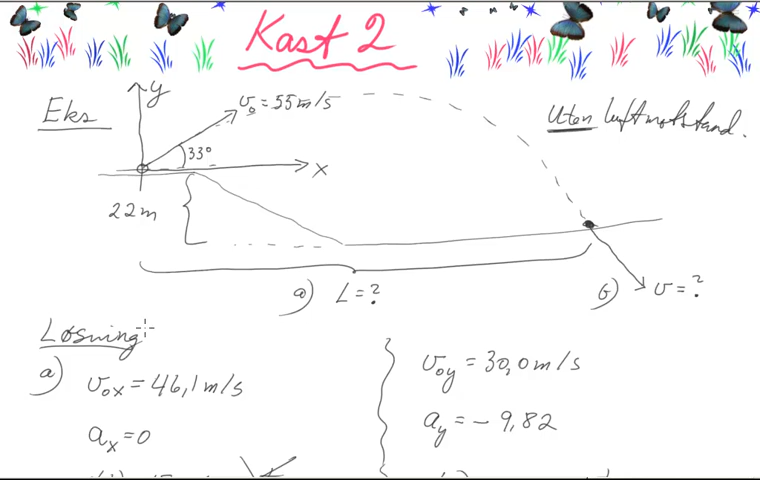 Kast 2
Eks
y
v₀ = 55 m/s
Uten luftmotstand.
33°
x
22m
a) L = ?
b) v = ?
Løsning:
a)
v₀ₓ = 46,1 m/s
v₀y = 30,0 m/s
aₓ = 0
ay = - 9,82